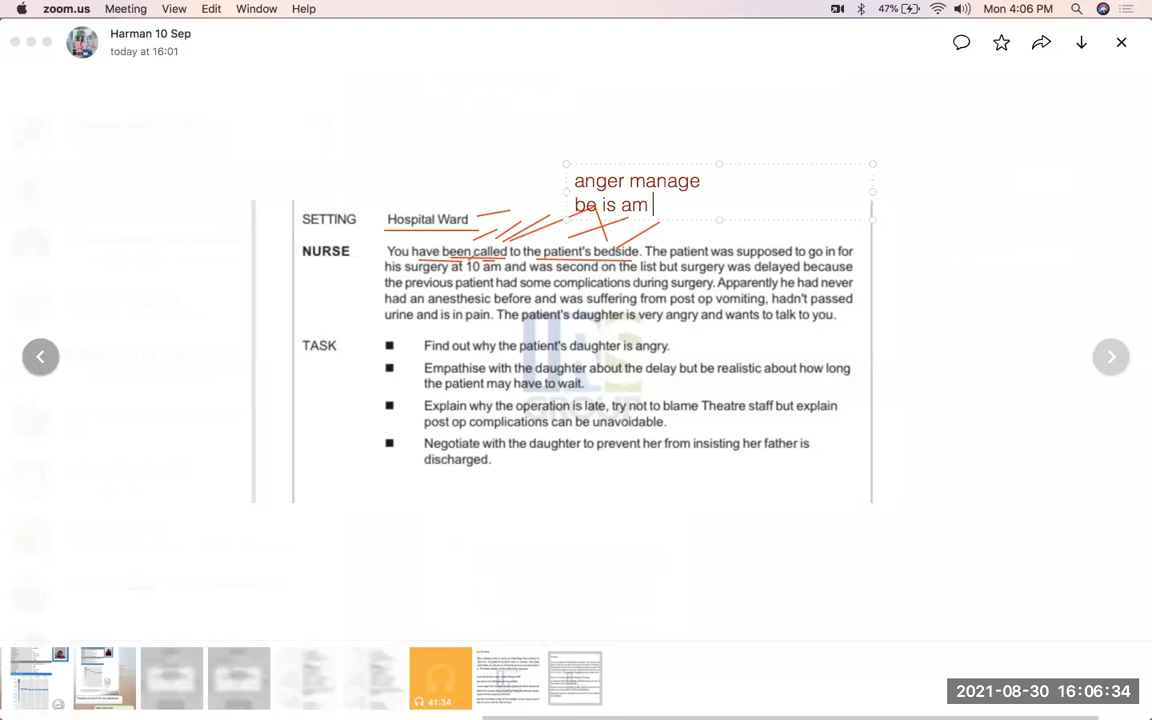 zoom.us Meeting View Edit Window Help 47% Mon 4:06 PM
Harman 10 Sep
today at 16:01
anger manage
be is am
SETTING Hospital Ward
NURSE You have been called to the patient's bedside. The patient was supposed to go in for
his surgery at 10 am and was second on the list but surgery was delayed because
the previous patient had some complications during surgery. Apparently he had never
had an anesthesic before and was suffering from post op vomiting, hadn't passed
urine and is in pain. The patient's daughter is very angry and wants to talk to you.
TASK ■ Find out why the patient's daughter is angry.
■ Empathise with the daughter about the delay but be realistic about how long
the patient may have to wait.
■ Explain why the operation is late, try not to blame Theatre staff but explain
post op complications can be unavoidable.
■ Negotiate with the daughter to prevent her from insisting her father is
discharged.
GROUP
41:34
2021-08-30 16:06:34